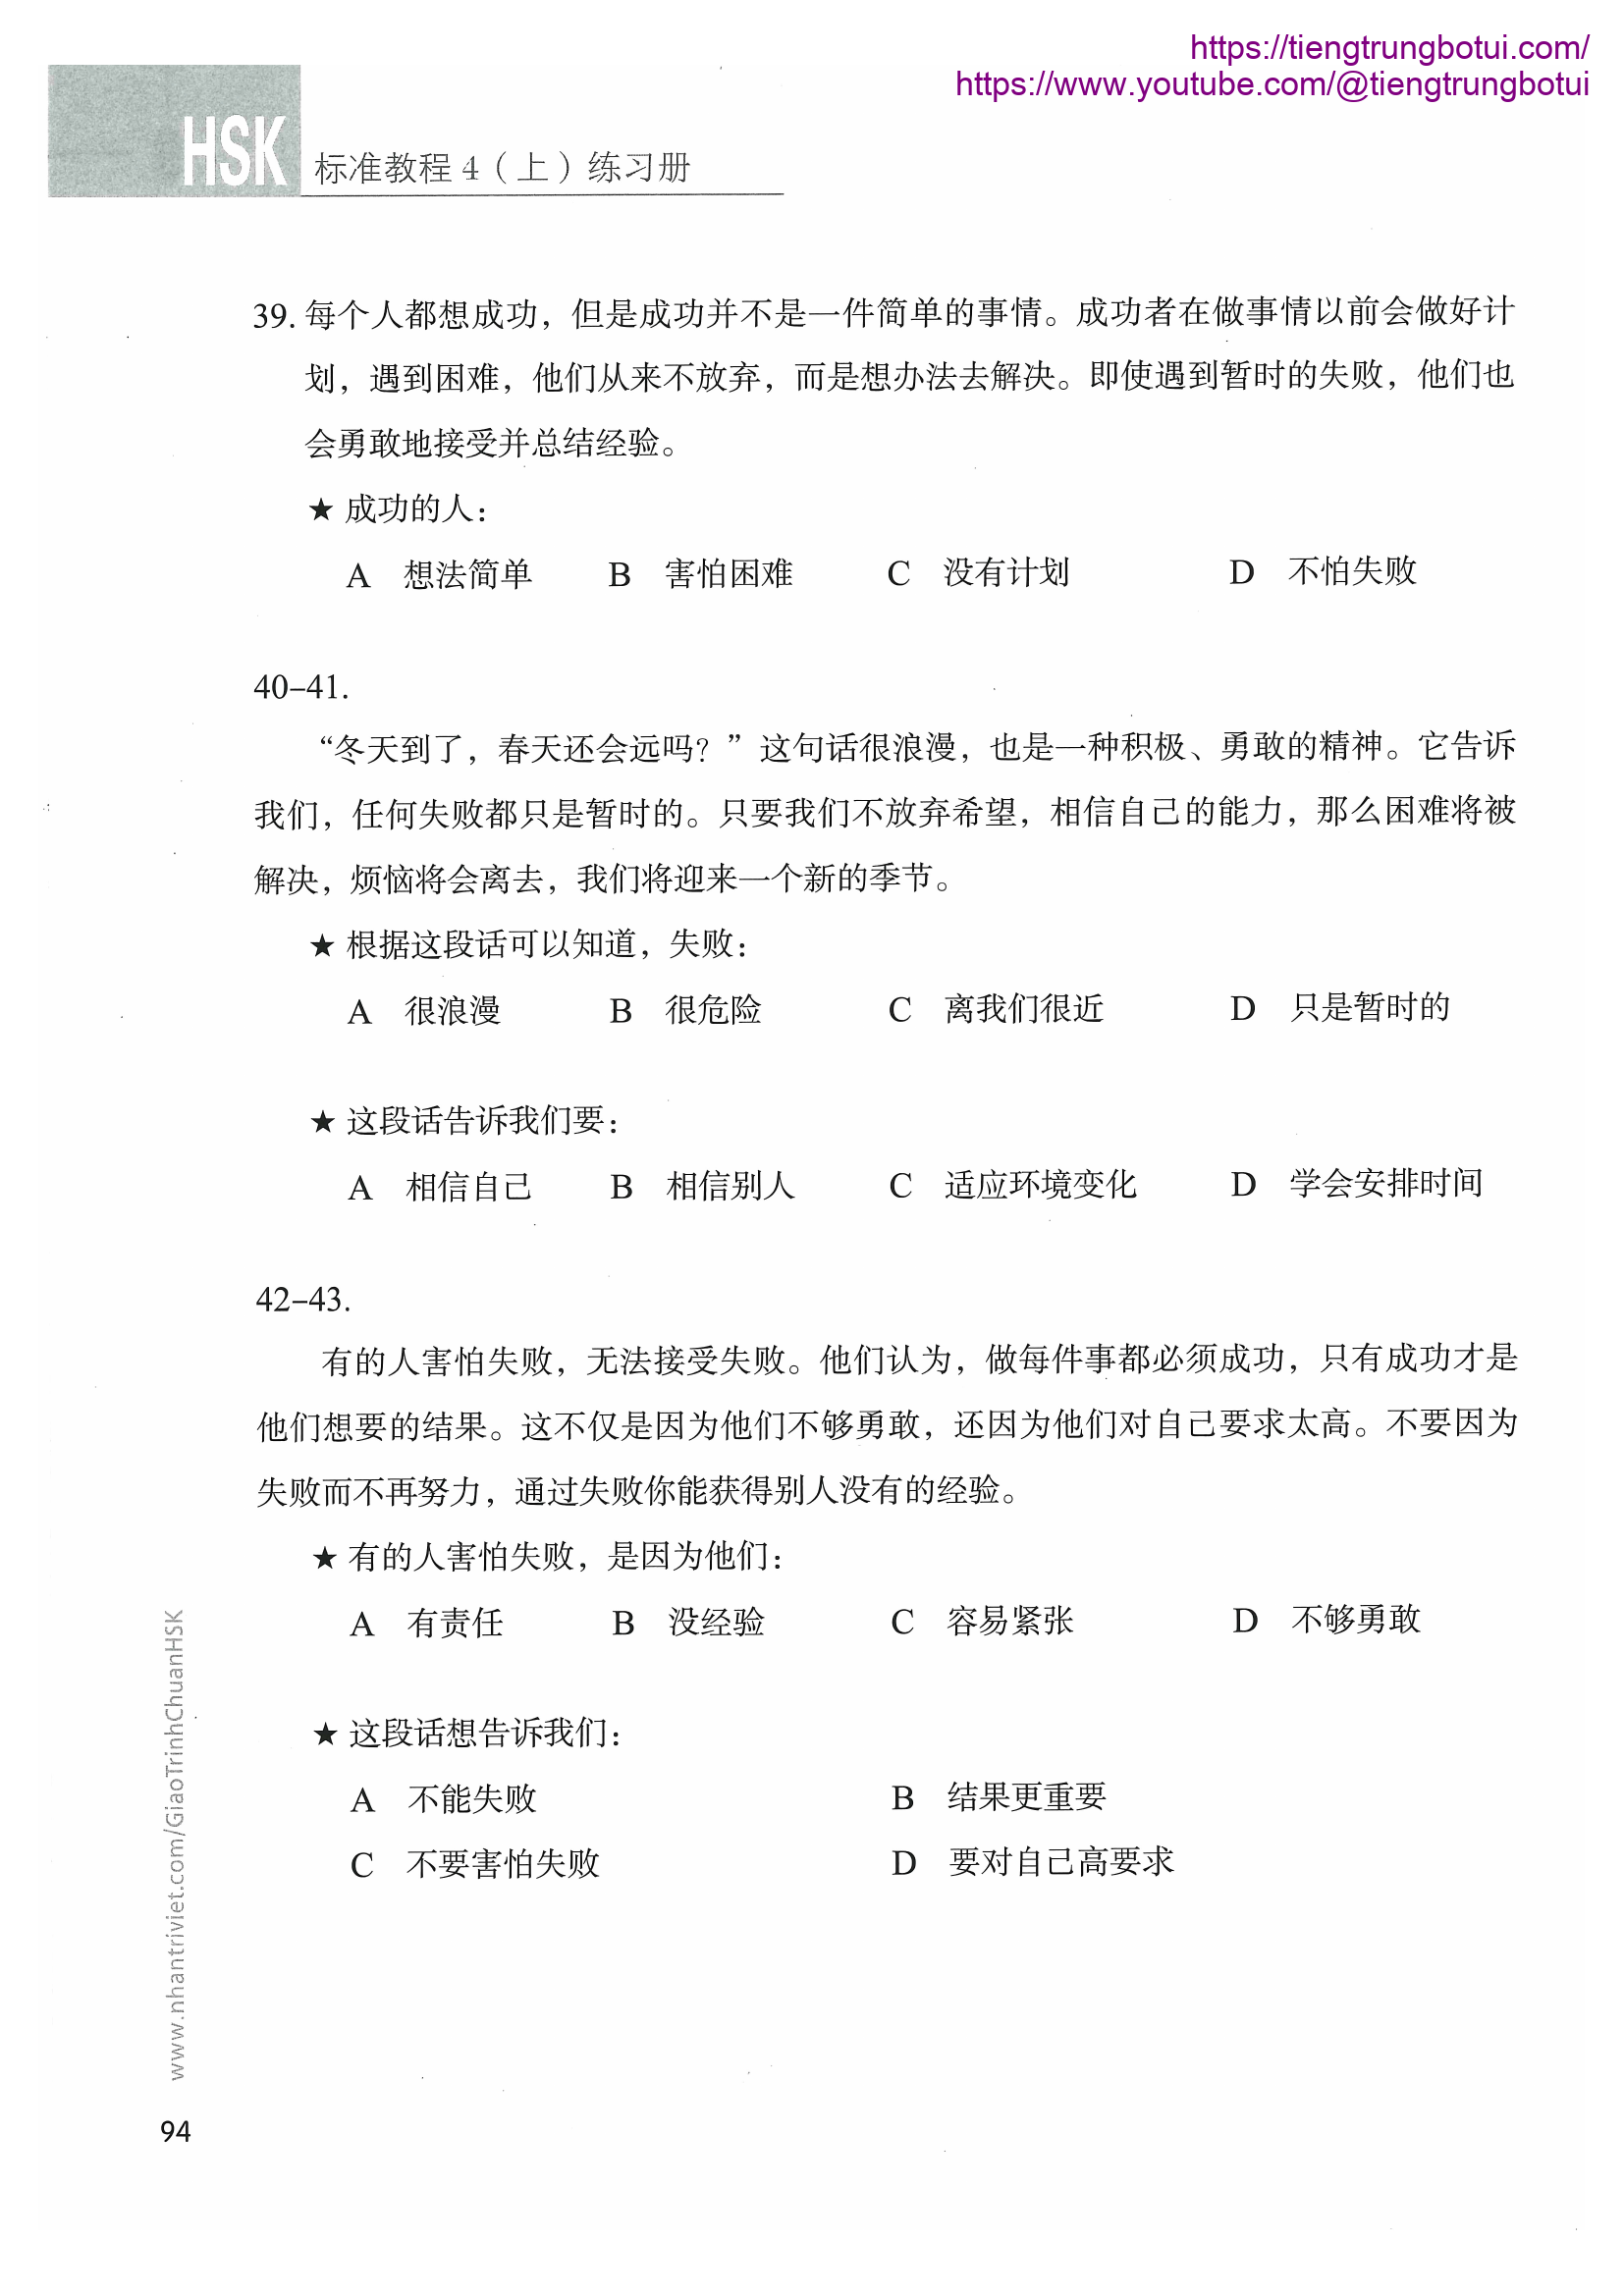 https://tiengtrungbotui.com/
https://www.youtube.com/@tiengtrungbotui
HSK 标准教程 4（上）练习册
39. 每个人都想成功，但是成功并不是一件简单的事情。成功者在做事情以前会做好计
划，遇到困难，他们从来不放弃，而是想办法去解决。即使遇到暂时的失败，他们也
会勇敢地接受并总结经验。
★ 成功的人：
A 想法简单 B 害怕困难 C 没有计划 D 不怕失败
40–41.
“冬天到了，春天还会远吗？”这句话很浪漫，也是一种积极、勇敢的精神。它告诉
我们，任何失败都只是暂时的。只要我们不放弃希望，相信自己的能力，那么困难将被
解决，烦恼将会离去，我们将迎来一个新的季节。
★ 根据这段话可以知道，失败：
A 很浪漫 B 很危险 C 离我们很近 D 只是暂时的
★ 这段话告诉我们要：
A 相信自己 B 相信别人 C 适应环境变化 D 学会安排时间
42–43.
有的人害怕失败，无法接受失败。他们认为，做每件事都必须成功，只有成功才是
他们想要的结果。这不仅是因为他们不够勇敢，还因为他们对自己要求太高。不要因为
失败而不再努力，通过失败你能获得别人没有的经验。
★ 有的人害怕失败，是因为他们：
A 有责任 B 没经验 C 容易紧张 D 不够勇敢
★ 这段话想告诉我们：
A 不能失败 B 结果更重要
C 不要害怕失败 D 要对自己高要求
www.nhantriviet.com/GiaoTrinhChuanHSK
94